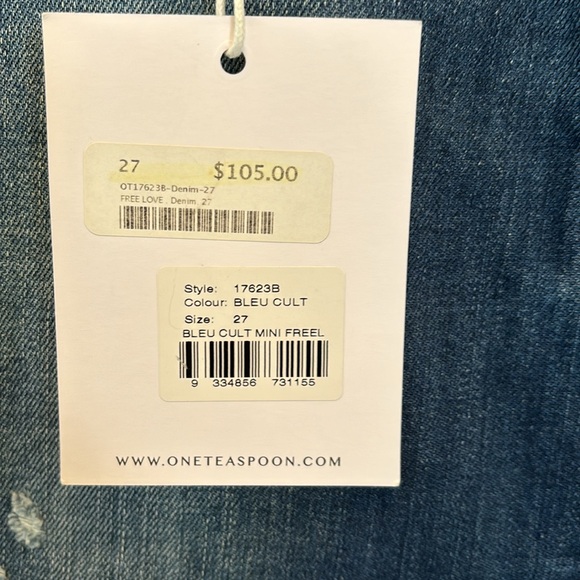 27 $105.00
OT17623B-Denim-27
FREE LOVE , Denim, 27
Style: 17623B
Colour: BLEU CULT
Size: 27
BLEU CULT MINI FREEL
9 334856 731155
WWW.ONETEASPOON.COM